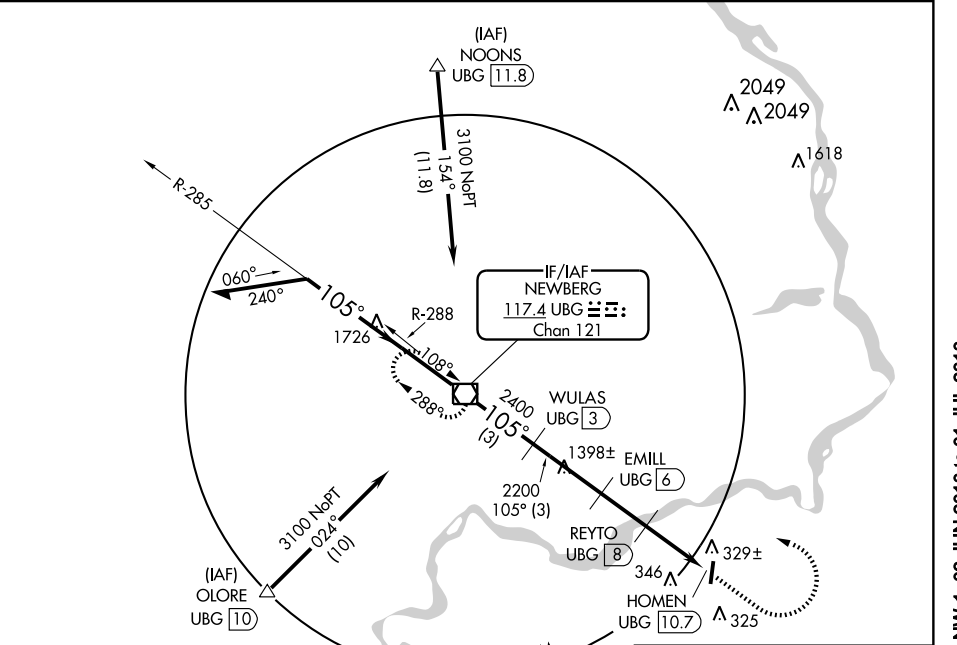 (IAF)
NOONS
UBG 11.8
2049
2049
1618
3100 NoPT
154°
(11.8)
R-285
060°
240°
105°
1726
R-288
108°
288°
IF/IAF
NEWBERG
117.4 UBG
Chan 121
2400
105°
(3)
WULAS
UBG 3
1398±
EMILL
UBG 6
2200
105° (3)
REYTO
UBG 8
3100 NoPT
024°
(10)
(IAF)
OLORE
UBG 10
346
329±
HOMEN
UBG 10.7
325